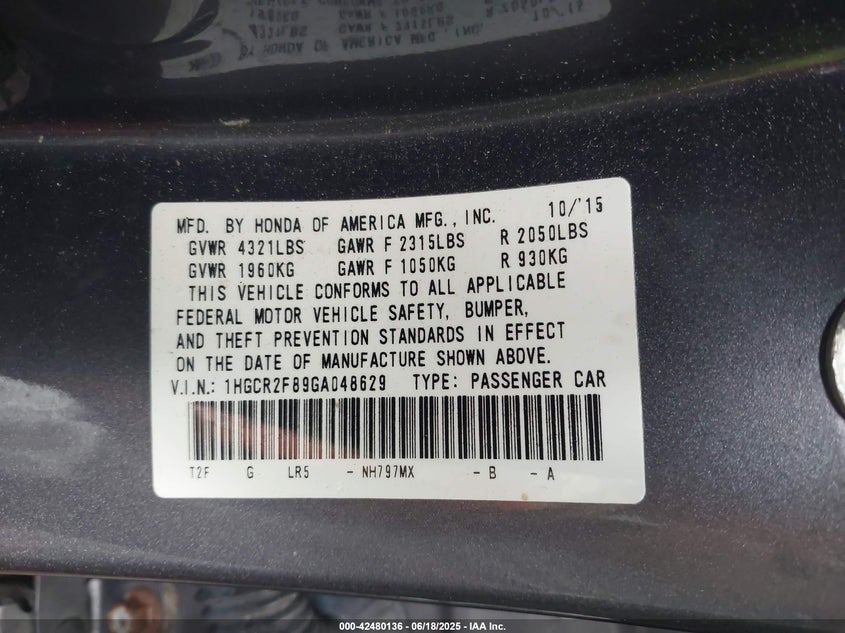 MFD. BY HONDA OF AMERICA MFG., INC. 10/'15
GVWR 4321LBS GAWR F 2315LBS R 2050LBS
GVWR 1960KG GAWR F 1050KG R 930KG
THIS VEHICLE CONFORMS TO ALL APPLICABLE
FEDERAL MOTOR VEHICLE SAFETY, BUMPER,
AND THEFT PREVENTION STANDARDS IN EFFECT
ON THE DATE OF MANUFACTURE SHOWN ABOVE.
V.I.N.: 1HGCR2F89GA048629 TYPE: PASSENGER CAR
T2F G LR5 - NH797MX - B - A
000-42480136 - 06/18/2025 - IAA Inc.